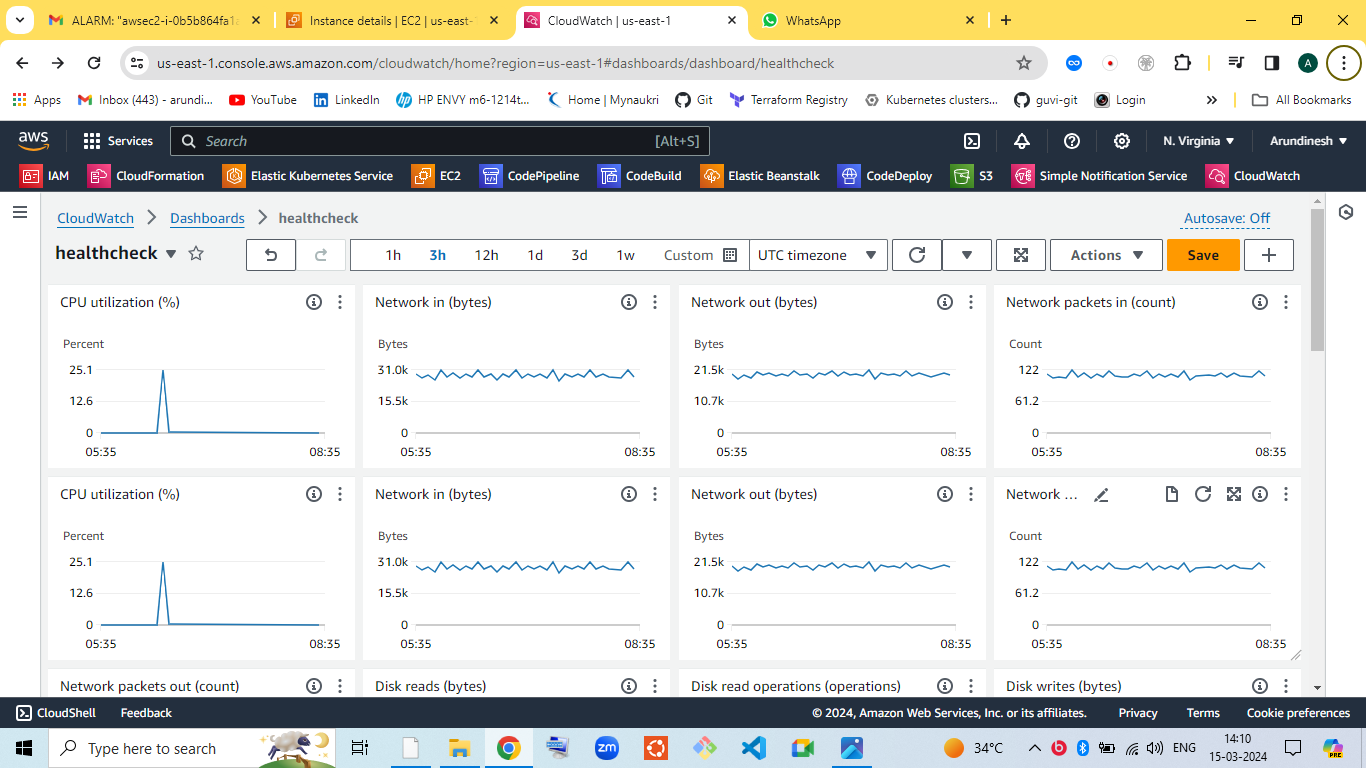 ALARM: "awsec2-i-0b5b864fa1
Instance details | EC2 | us-east-
CloudWatch | us-east-1
WhatsApp
us-east-1.console.aws.amazon.com/cloudwatch/home?region=us-east-1#dashboards/dashboard/healthcheck
A
Apps
Inbox (443) - arundi...
YouTube
LinkedIn
HP ENVY m6-1214t...
Home | Mynaukri
Git
Terraform Registry
Kubernetes clusters...
guvi-git
Login
All Bookmarks
aws
Services
Search
[Alt+S]
N. Virginia
Arundinesh
IAM
CloudFormation
Elastic Kubernetes Service
EC2
CodePipeline
CodeBuild
Elastic Beanstalk
CodeDeploy
S3
Simple Notification Service
CloudWatch
CloudWatch
Dashboards
healthcheck
Autosave: Off
healthcheck
1h
3h
12h
1d
3d
1w
Custom
UTC timezone
Actions
Save
CPU utilization (%)
Percent
25.1
12.6
0
05:35
08:35
Network in (bytes)
Bytes
31.0k
15.5k
0
05:35
08:35
Network out (bytes)
Bytes
21.5k
10.7k
0
05:35
08:35
Network packets in (count)
Count
122
61.2
0
05:35
08:35
CPU utilization (%)
Percent
25.1
12.6
0
05:35
08:35
Network in (bytes)
Bytes
31.0k
15.5k
0
05:35
08:35
Network out (bytes)
Bytes
21.5k
10.7k
0
05:35
08:35
Network ...
Count
122
61.2
0
05:35
08:35
Network packets out (count)
Disk reads (bytes)
Disk read operations (operations)
Disk writes (bytes)
CloudShell
Feedback
© 2024, Amazon Web Services, Inc. or its affiliates.
Privacy
Terms
Cookie preferences
Type here to search
zm
34°C
ENG
14:10
15-03-2024
PRE